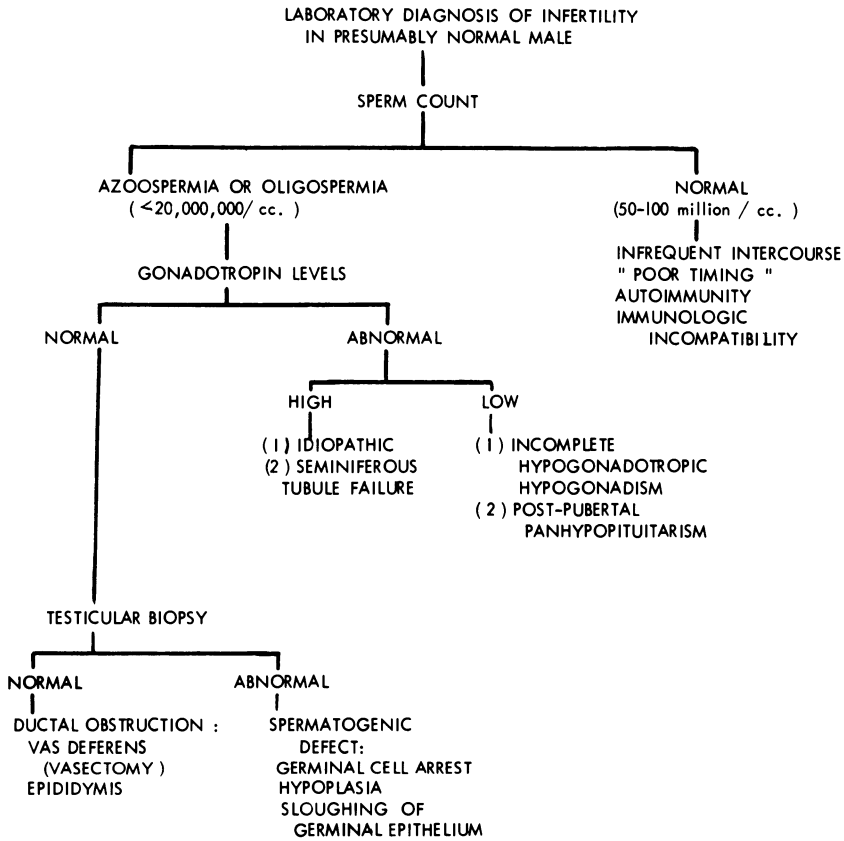 LABORATORY DIAGNOSIS OF INFERTILITY
IN PRESUMABLY NORMAL MALE
SPERM COUNT
AZOOSPERMIA OR OLIGOSPERMIA
( <20,000,000/ cc. )
NORMAL
(50-100 million / cc. )
INFREQUENT INTERCOURSE
" POOR TIMING "
AUTOIMMUNITY
IMMUNOLOGIC
INCOMPATIBILITY
GONADOTROPIN LEVELS
NORMAL
ABNORMAL
HIGH
( 1 ) IDIOPATHIC
(2) SEMINIFEROUS
TUBULE FAILURE
LOW
( 1 ) INCOMPLETE
HYPOGONADOTROPIC
HYPOGONADISM
( 2 ) POST-PUBERTAL
PANHYPOPITUITARISM
TESTICULAR BIOPSY
NORMAL
DUCTAL OBSTRUCTION :
VAS DEFERENS
(VASECTOMY )
EPIDIDYMIS
ABNORMAL
SPERMATOGENIC
DEFECT:
GERMINAL CELL ARREST
HYPOPLASIA
SLOUGHING OF
GERMINAL EPITHELIUM